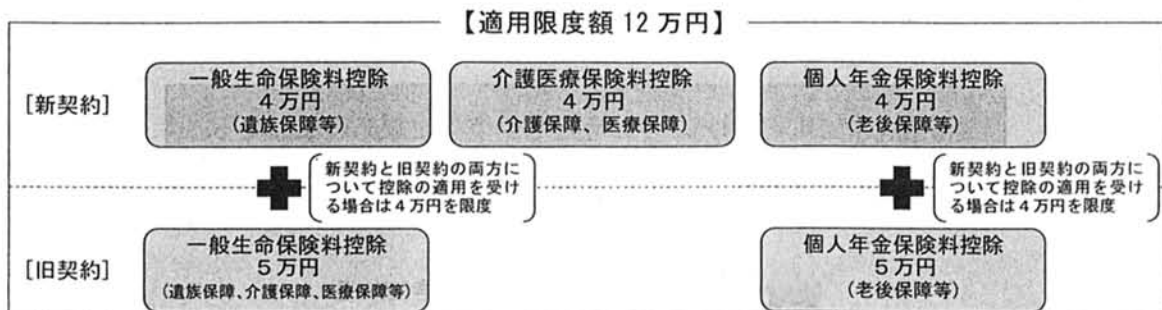 【適用限度額 12 万円】
[新契約]
一般生命保険料控除
4万円
(遺族保障等)
介護医療保険料控除
4万円
(介護保障、医療保障)
個人年金保険料控除
4万円
(老後保障等)
新契約と旧契約の両方に
ついて控除の適用を受け
る場合は4万円を限度
新契約と旧契約の両方に
ついて控除の適用を受け
る場合は4万円を限度
[旧契約]
一般生命保険料控除
5万円
(遺族保障、介護保障、医療保障等)
個人年金保険料控除
5万円
(老後保障等)